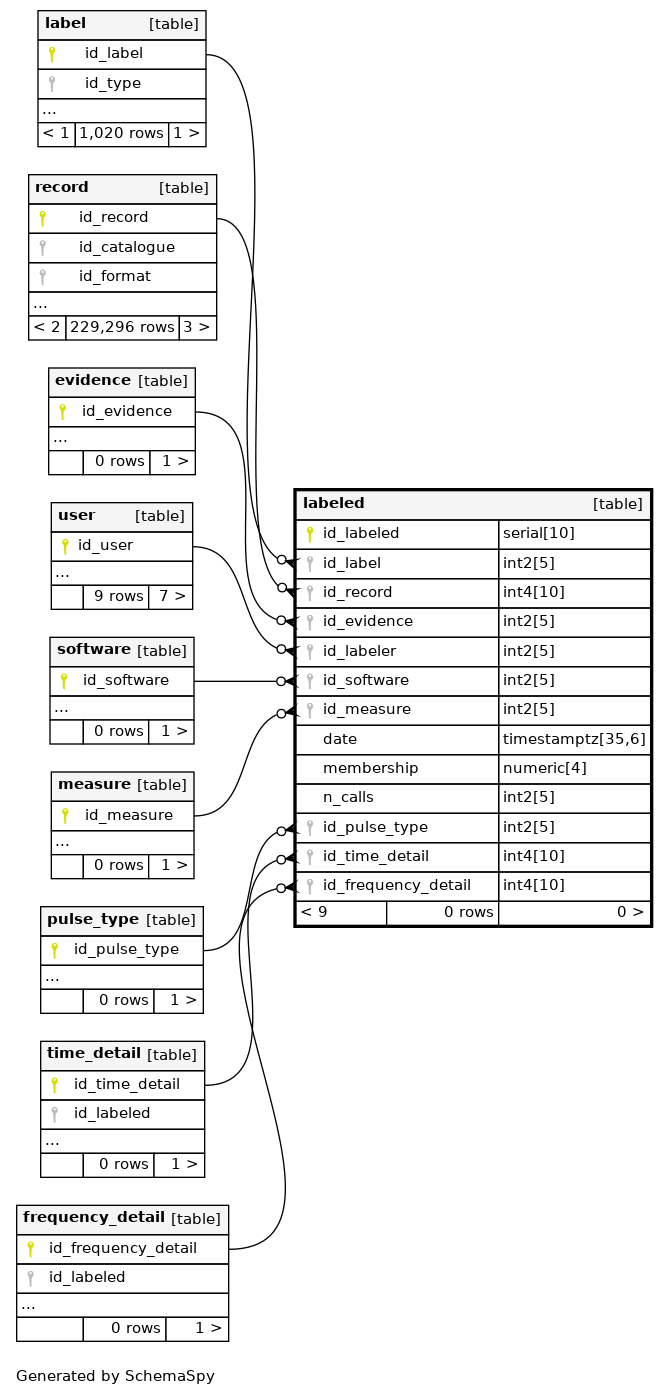 label [table]
id_label
id_type
...
< 1 1,020 rows 1 >
record [table]
id_record
id_catalogue
id_format
...
< 2 229,296 rows 3 >
evidence [table]
id_evidence
...
0 rows 1 >
user [table]
id_user
...
9 rows 7 >
software [table]
id_software
...
0 rows 1 >
measure [table]
id_measure
...
0 rows 1 >
pulse_type [table]
id_pulse_type
...
0 rows 1 >
time_detail [table]
id_time_detail
id_labeled
...
0 rows 1 >
frequency_detail [table]
id_frequency_detail
id_labeled
...
0 rows 1 >
labeled [table]
id_labeled serial[10]
id_label int2[5]
id_record int4[10]
id_evidence int2[5]
id_labeler int2[5]
id_software int2[5]
id_measure int2[5]
date timestamptz[35,6]
membership numeric[4]
n_calls int2[5]
id_pulse_type int2[5]
id_time_detail int4[10]
id_frequency_detail int4[10]
< 9 0 rows 0 >
Generated by SchemaSpy